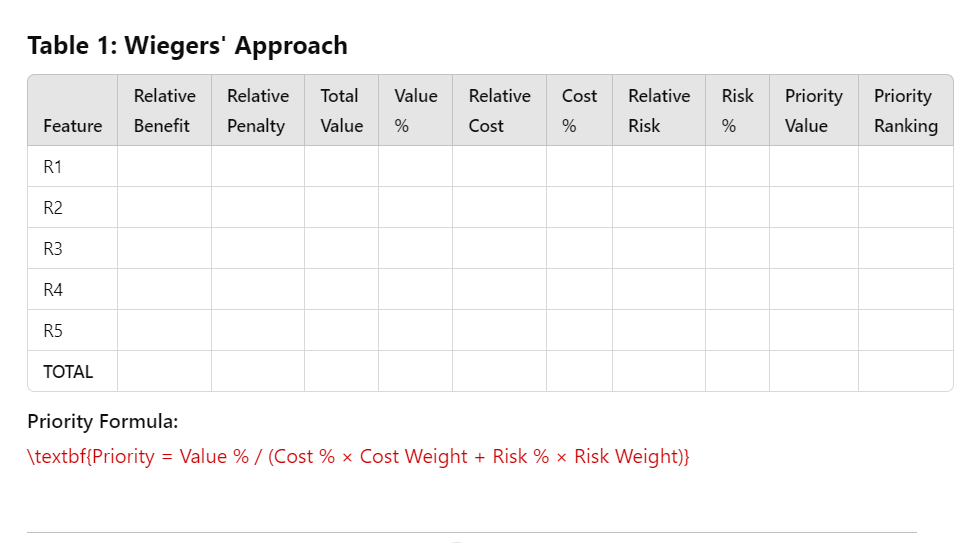 Table 1: Wiegers' Approach
Feature Relative Benefit Relative Penalty Total Value Value % Relative Cost Cost % Relative Risk Risk % Priority Value Priority Ranking
R1
R2
R3
R4
R5
TOTAL
Priority Formula:
\textbf{Priority = Value % / (Cost % × Cost Weight + Risk % × Risk Weight)}